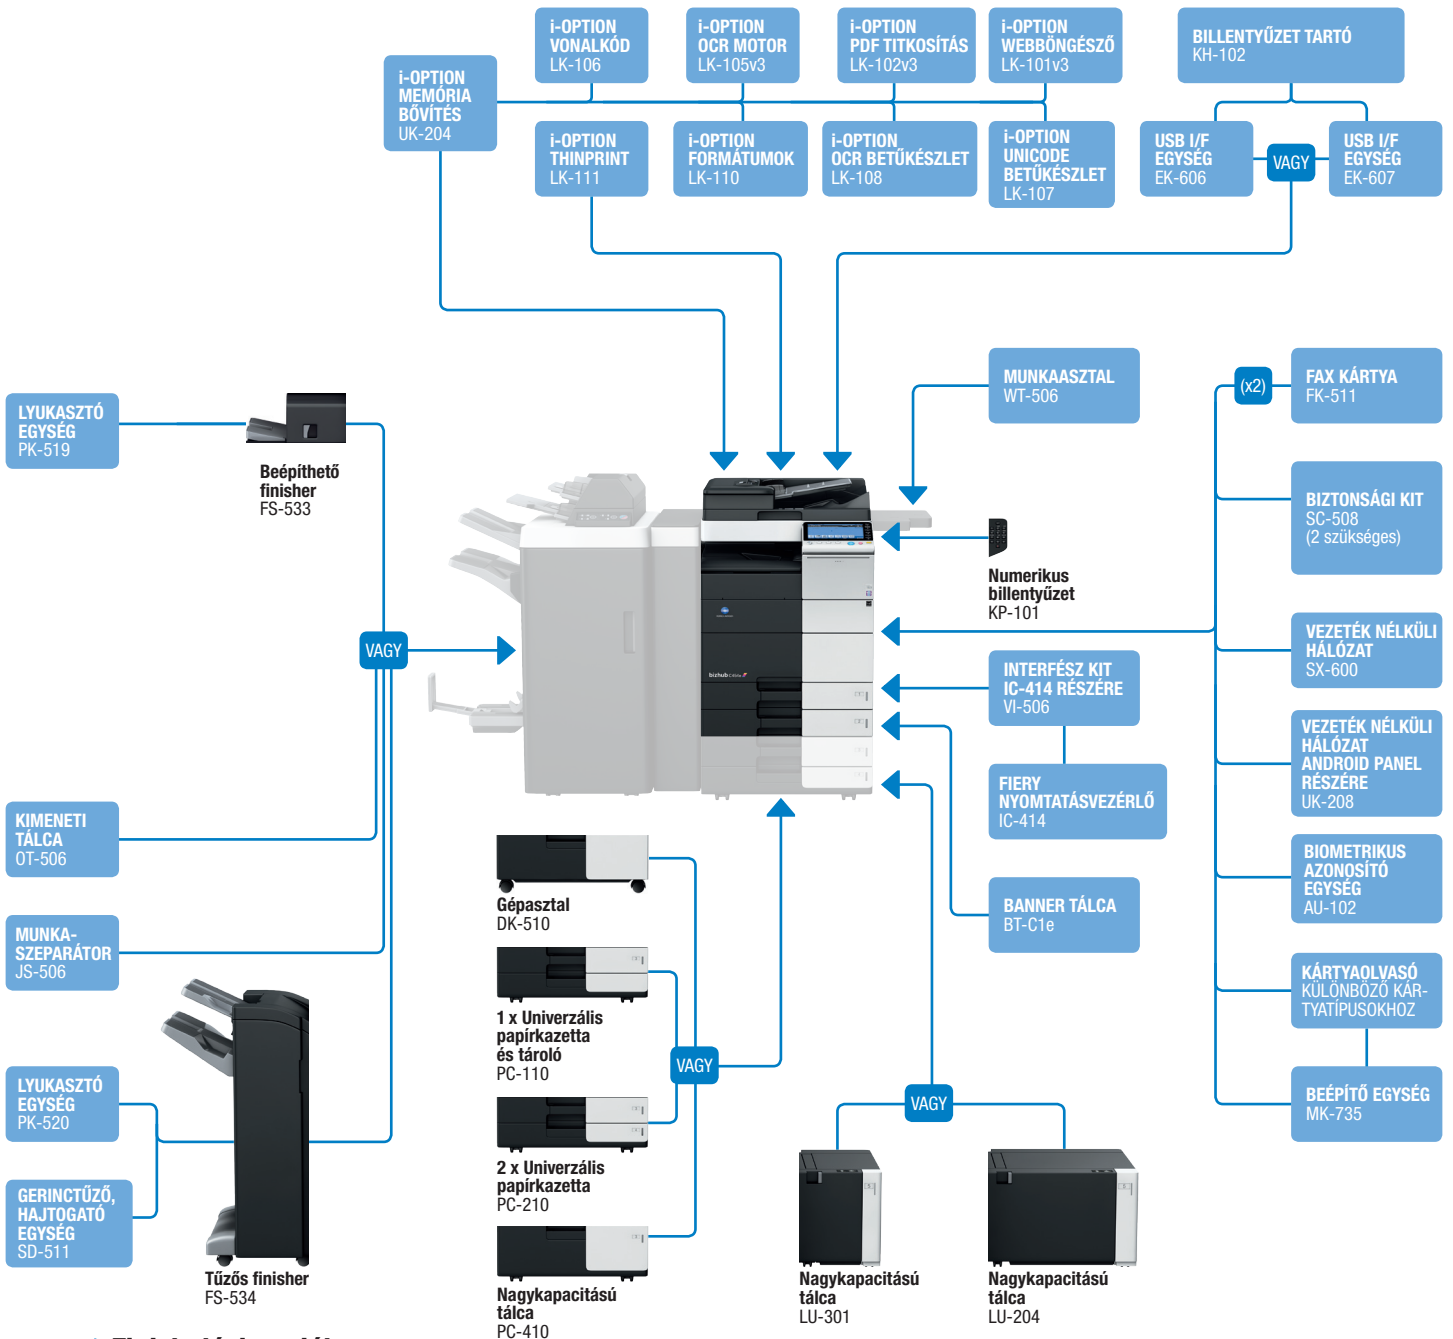 i-OPTION
VONALKÓD
LK-106
i-OPTION
OCR MOTOR
LK-105v3
i-OPTION
PDF TITKOSÍTÁS
LK-102v3
i-OPTION
WEBBÖNGÉSZŐ
LK-101v3
BILLENTYŰZET TARTÓ
KH-102
i-OPTION
MEMÓRIA
BŐVÍTÉS
UK-204
i-OPTION
THINPRINT
LK-111
i-OPTION
FORMÁTUMOK
LK-110
i-OPTION
OCR BETŰKÉSZLET
LK-108
i-OPTION
UNICODE
BETŰKÉSZLET
LK-107
USB I/F
EGYSÉG
EK-606
VAGY
USB I/F
EGYSÉG
EK-607
LYUKASZTÓ
EGYSÉG
PK-519
Beépíthető
finisher
FS-533
MUNKAASZTAL
WT-506
(x2)
FAX KÁRTYA
FK-511
BIZTONSÁGI KIT
SC-508
(2 szükséges)
Numerikus
billentyűzet
KP-101
VAGY
VEZETÉK NÉLKÜLI
HÁLÓZAT
SX-600
INTERFÉSZ KIT
IC-414 RÉSZÉRE
VI-506
bizhub
VEZETÉK NÉLKÜLI
HÁLÓZAT
ANDROID PANEL
RÉSZÉRE
UK-208
FIERY
NYOMTATÁSVEZÉRLŐ
IC-414
KIMENETI
TÁLCA
OT-506
BIOMETRIKUS
AZONOSÍTÓ
EGYSÉG
AU-102
Gépasztal
DK-510
BANNER TÁLCA
BT-C1e
MUNKA-
SZEPARÁTOR
JS-506
KÁRTYAOLVASÓ
KÜLÖNBÖZŐ KÁR-
TYATÍPUSOKHOZ
1 x Univerzális
papírkazetta
és tároló
PC-110
VAGY
LYUKASZTÓ
EGYSÉG
PK-520
VAGY
BEÉPÍTŐ EGYSÉG
MK-735
2 x Univerzális
papírkazetta
PC-210
GERINCTŰZŐ,
HAJTOGATÓ
EGYSÉG
SD-511
Tűzős finisher
FS-534
Nagykapacitású
tálca
PC-410
Nagykapacitású
tálca
LU-301
Nagykapacitású
tálca
LU-204